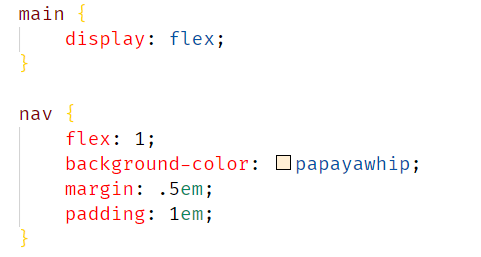 main {
    display: flex;
}

nav {
    flex: 1;
    background-color: papayawhip;
    margin: .5em;
    padding: 1em;
}